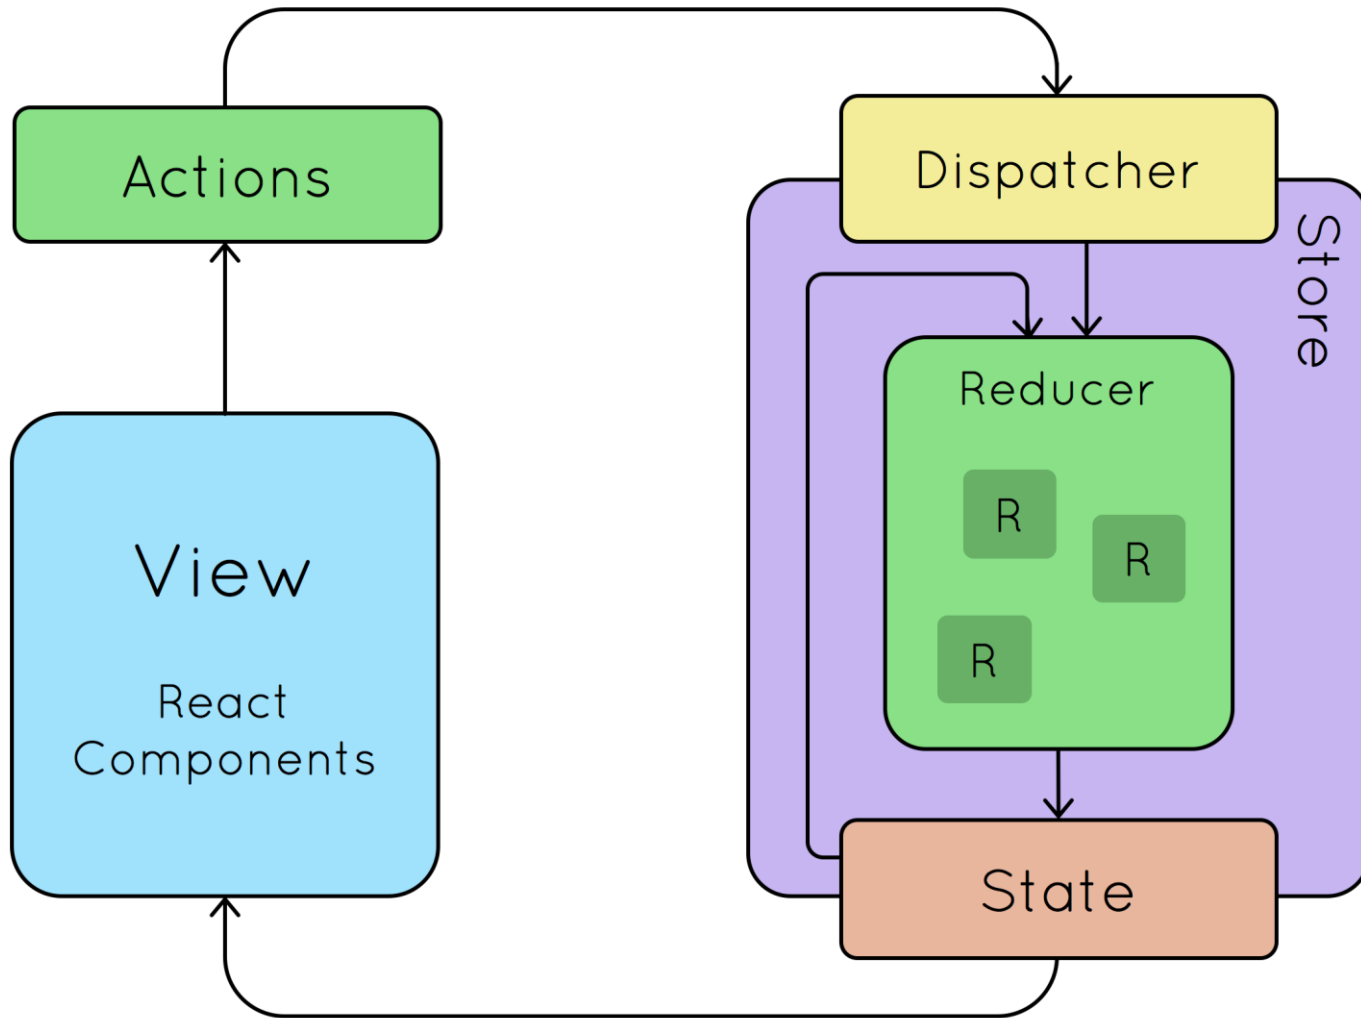 Actions
Dispatcher
Store
Reducer
R
R
R
View
React
Components
State